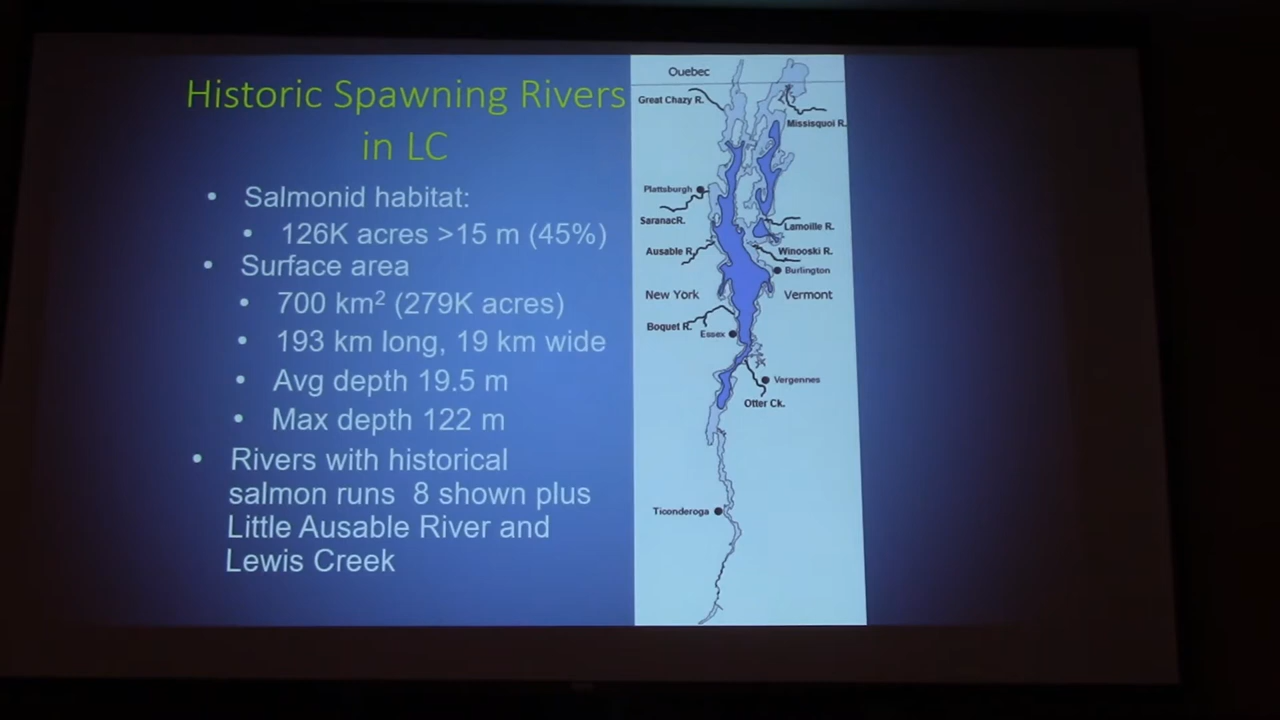 Historic Spawning Rivers
in LC
• Salmonid habitat:
• 126K acres >15 m (45%)
• Surface area
• 700 km² (279K acres)
• 193 km long, 19 km wide
• Avg depth 19.5 m
• Max depth 122 m
• Rivers with historical
salmon runs 8 shown plus
Little Ausable River and
Lewis Creek
Quebec
Great Chazy R.
Missisquoi R.
Plattsburgh
SaranacR.
Lamoille R.
Ausable R.
Winooski R.
Burlington
New York
Vermont
Boquet R.
Essex
Vergennes
Otter Ck.
Ticonderoga